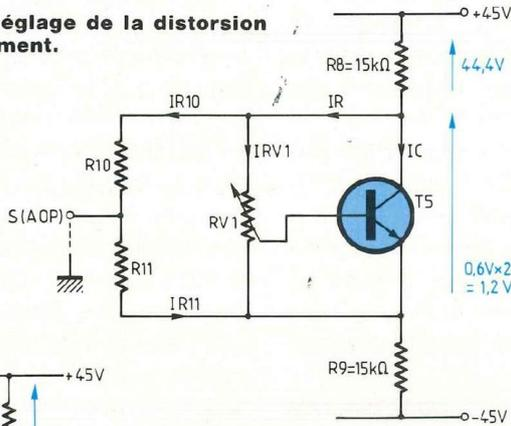 églage de la distorsion
ment.
+45V
R8=15kΩ
44,4V
IR10
IR
IRV1
IC
R10
RV1
T5
S(AOP)
R11
0,6V×2
=1,2V
IR11
R9=15kΩ
+45V
-45V